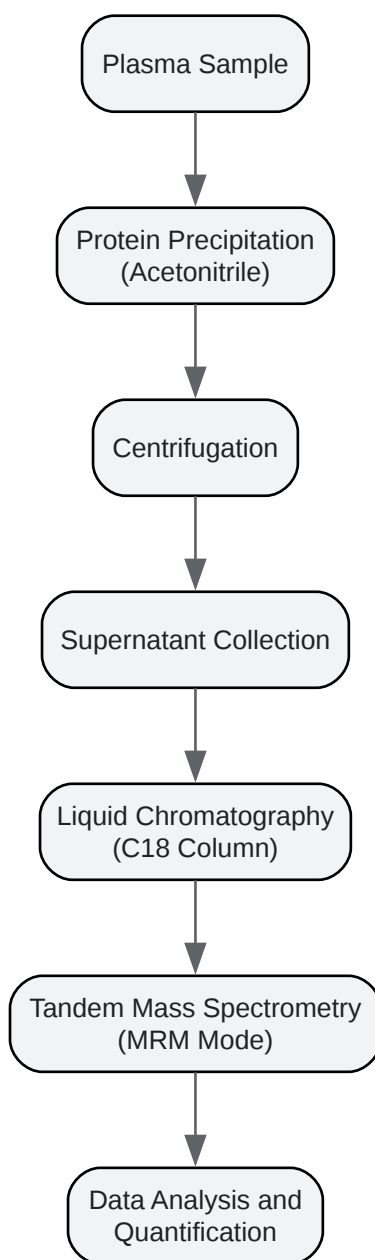 Plasma Sample
Protein Precipitation
(Acetonitrile)
Centrifugation
Supernatant Collection
Liquid Chromatography
(C18 Column)
Tandem Mass Spectrometry
(MRM Mode)
Data Analysis and
Quantification